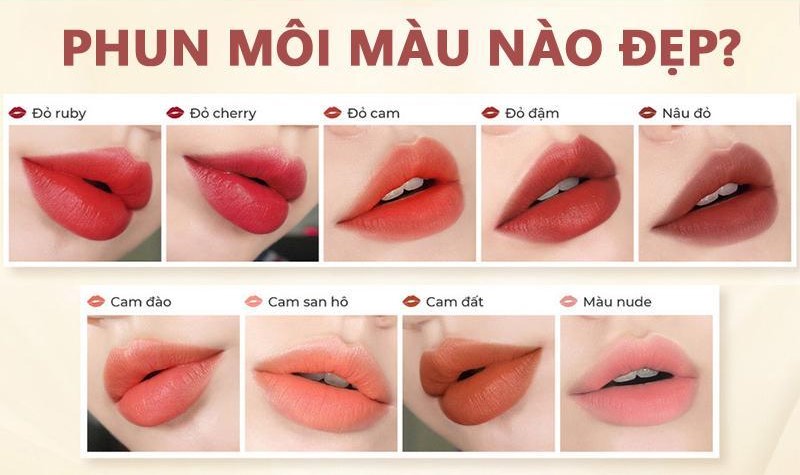 PHUN MÔI MÀU NÀO ĐẸP?
Đỏ ruby
Đỏ cherry
Đỏ cam
Đỏ đậm
Nâu đỏ
Cam đào
Cam san hô
Cam đất
Màu nude